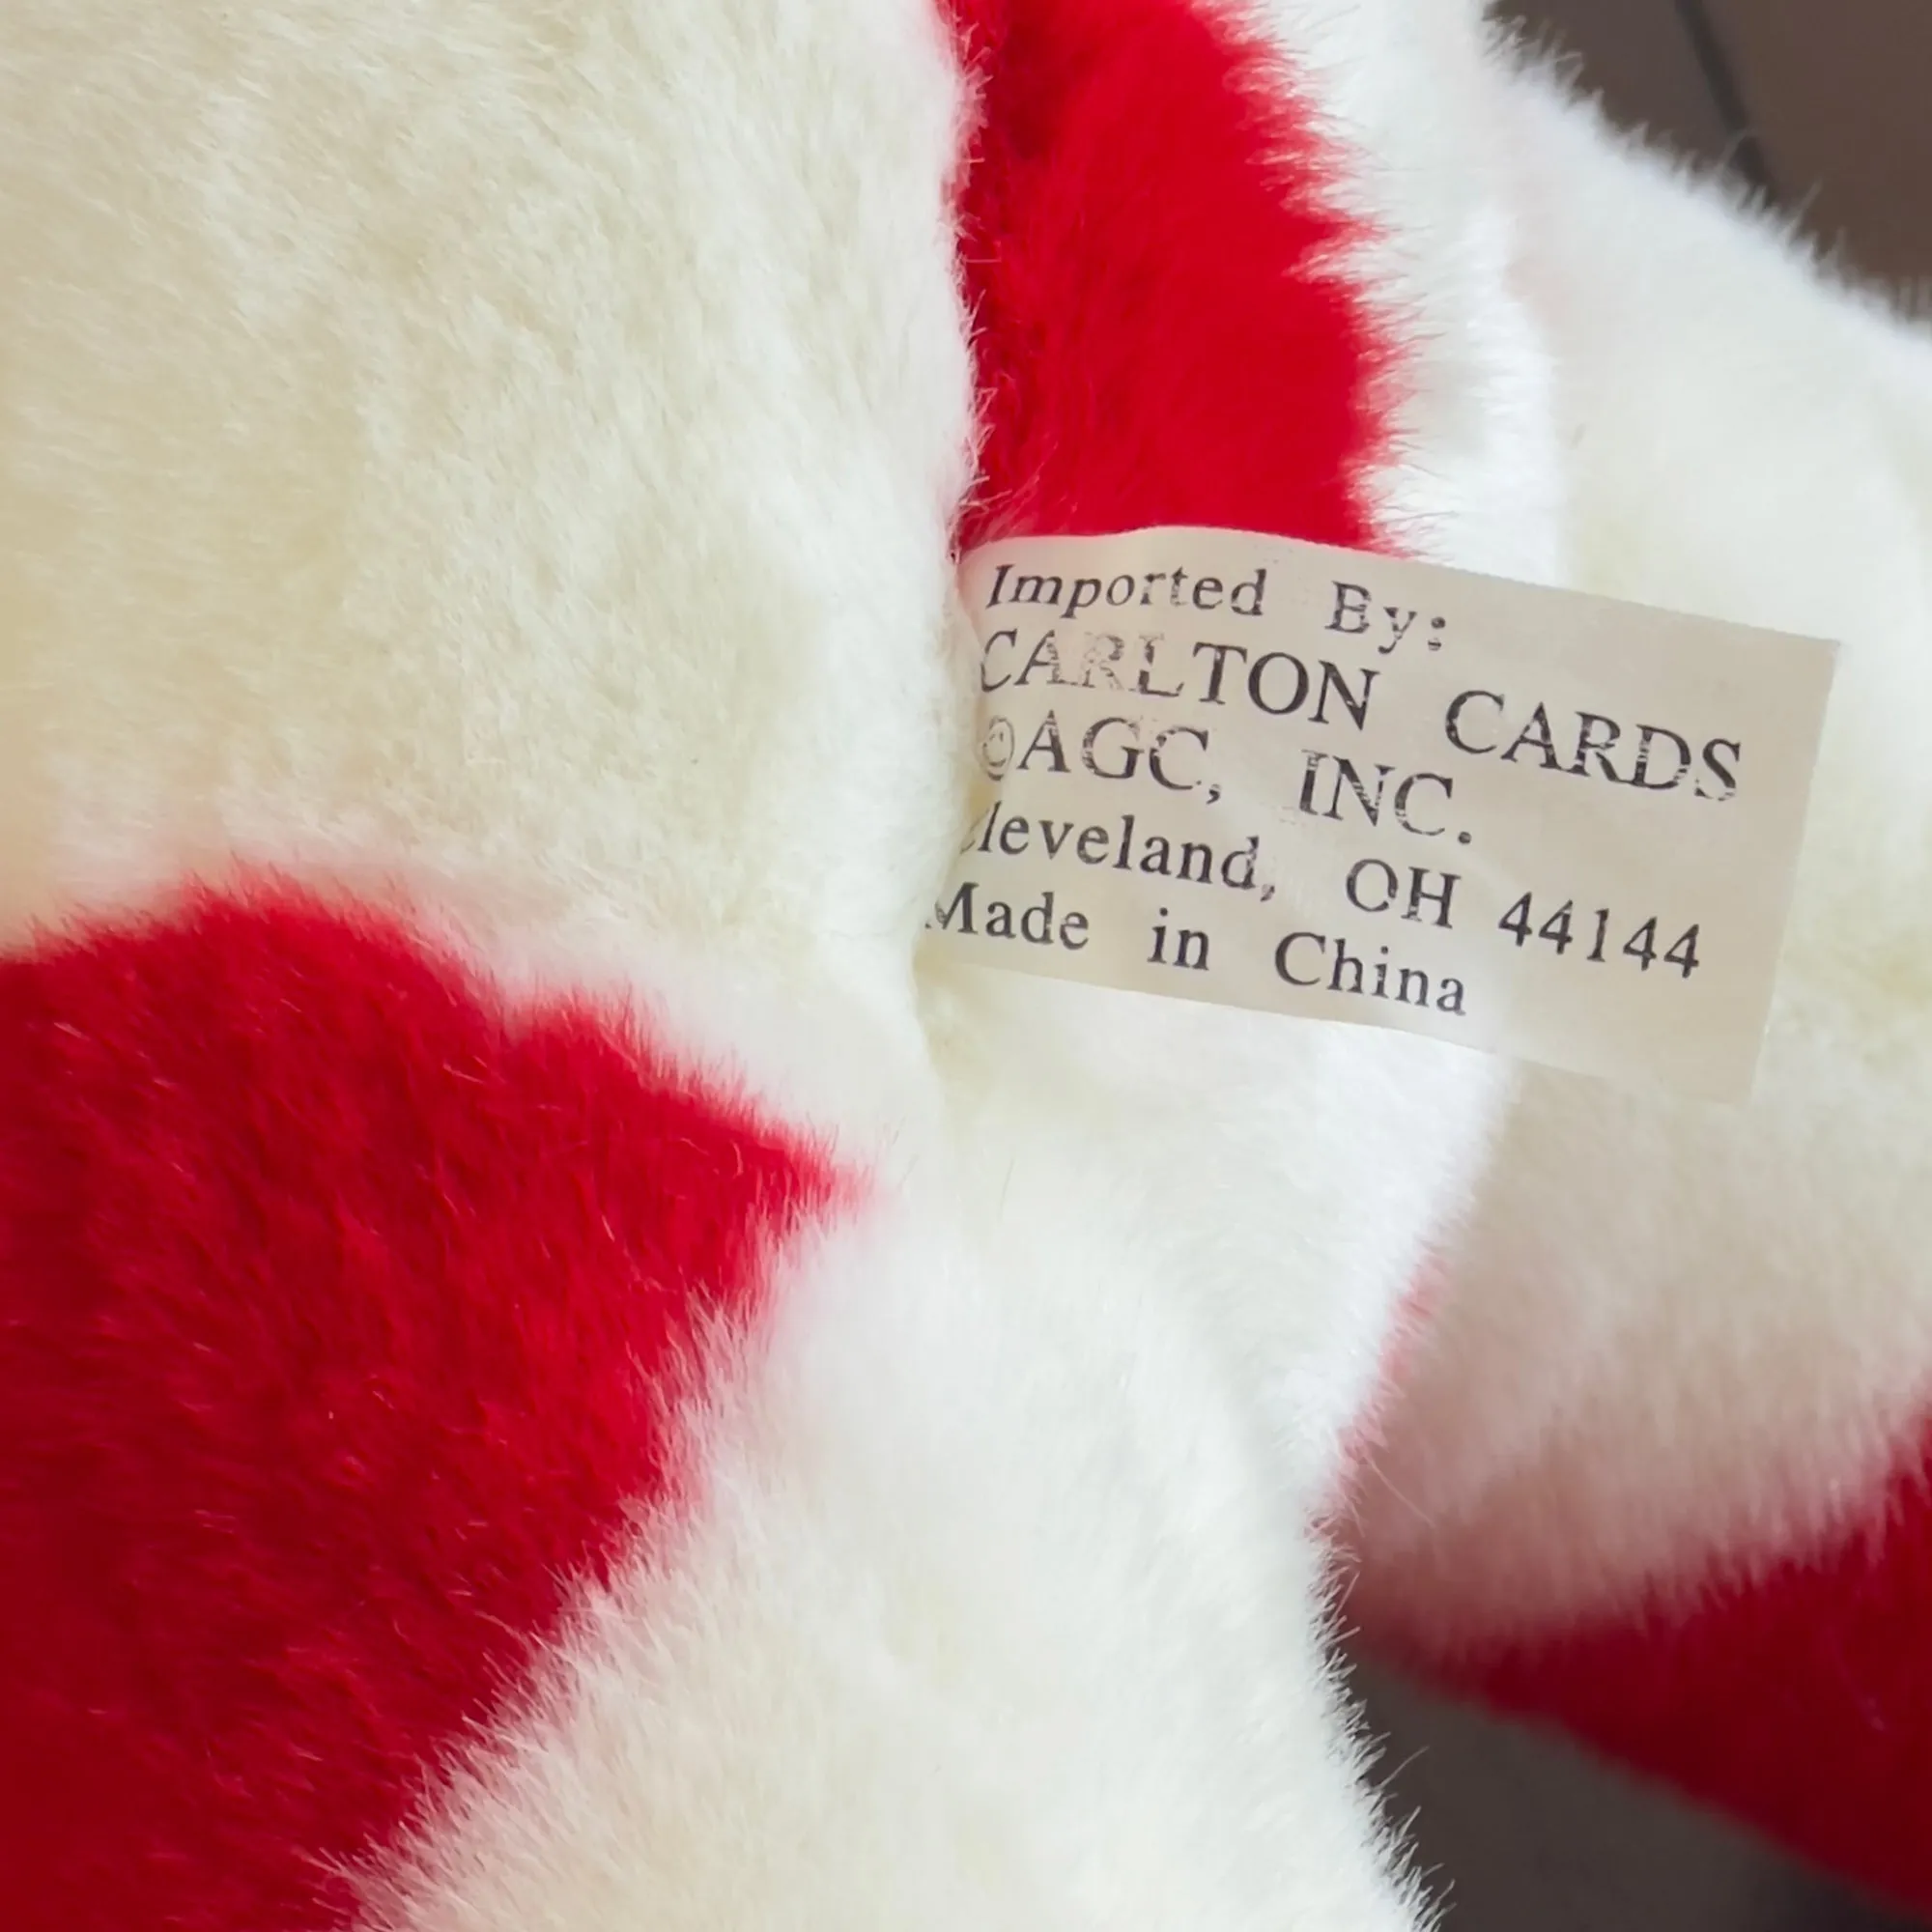 Imported By:
CARLTON CARDS
©AGC, INC.
Cleveland, OH 44144
Made in China